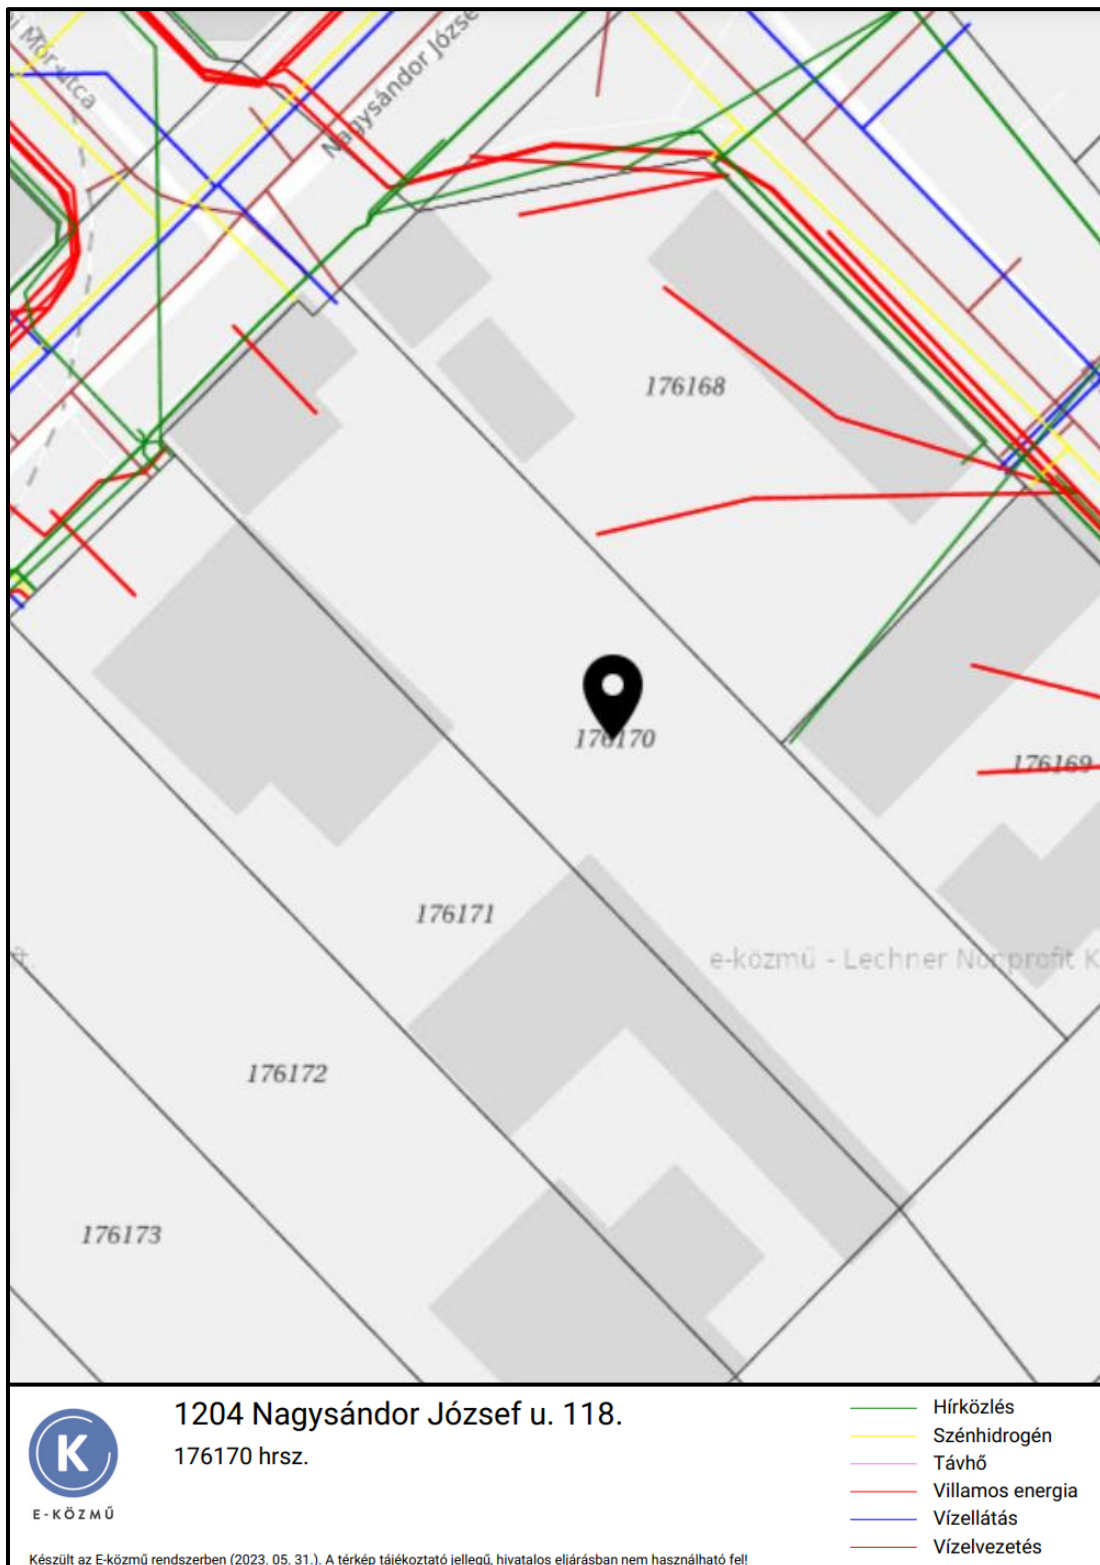 i Mór utca
Nagysándor Józse
176168
176170
176169
176171
e-közmű - Lechner Nonprofit K
ft.
176172
176173
K
E-KÖZMŰ
1204 Nagysándor József u. 118.
176170 hrsz.
Hírközlés
Szénhidrogén
Távhő
Villamos energia
Vízellátás
Vízelvezetés
Készült az E-közmű rendszerben (2023. 05. 31.). A térkép tájékoztató jellegű, hivatalos eljárásban nem használható fel!